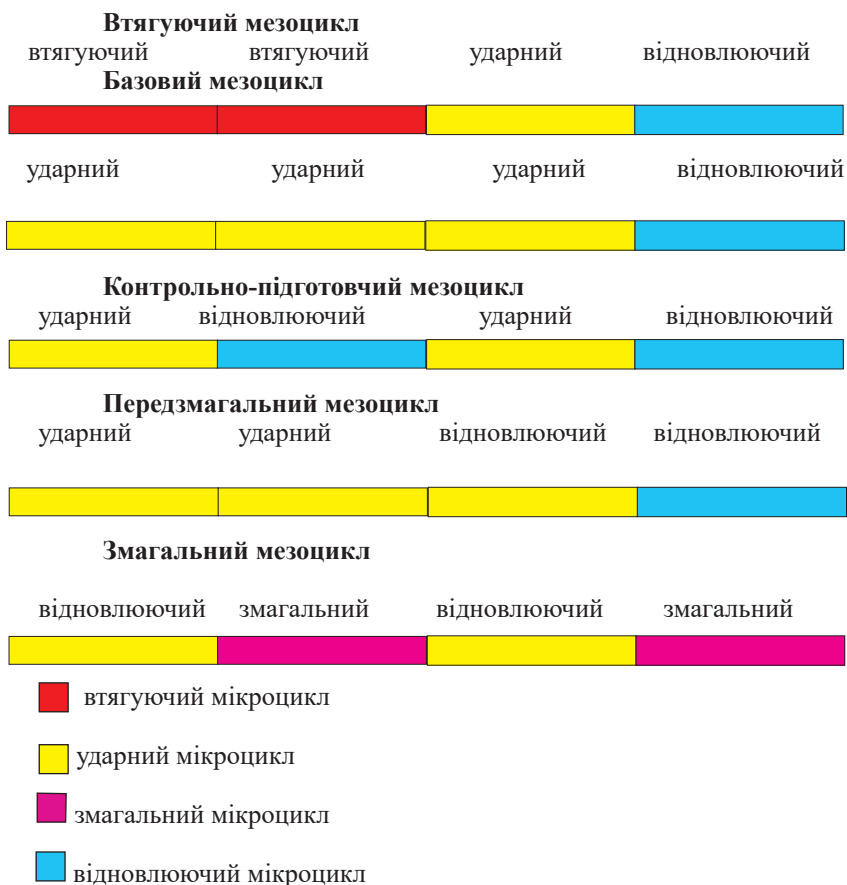 Втягуючий мезоцикл
втягуючий втягуючий ударний відновлюючий
Базовий мезоцикл
ударний ударний ударний відновлюючий
Контрольно-підготовчий мезоцикл
ударний відновлюючий ударний відновлюючий
Передзмагальний мезоцикл
ударний ударний відновлюючий відновлюючий
Змагальний мезоцикл
відновлюючий змагальний відновлюючий змагальний
втягуючий мікроцикл
ударний мікроцикл
змагальний мікроцикл
відновлюючий мікроцикл